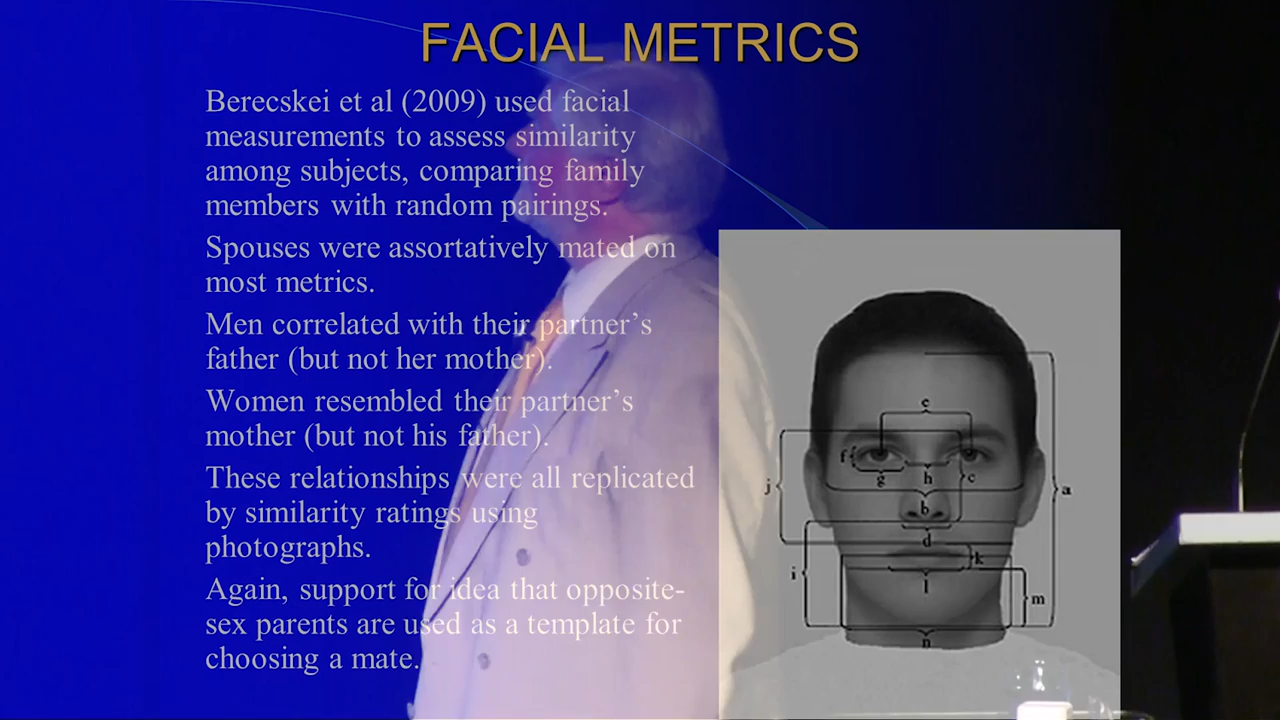 FACIAL METRICS
Berecskei et al (2009) used facial
measurements to assess similarity
among subjects, comparing family
members with random pairings.
Spouses were assortatively mated on
most metrics.
Men correlated with their partner's
father (but not her mother).
Women resembled their partner's
mother (but not his father).
These relationships were all replicated
by similarity ratings using
photographs.
Again, support for idea that opposite-
sex parents are used as a template for
choosing a mate.
e
f
g
h
c
j
a
b
d
k
i
l
m
n